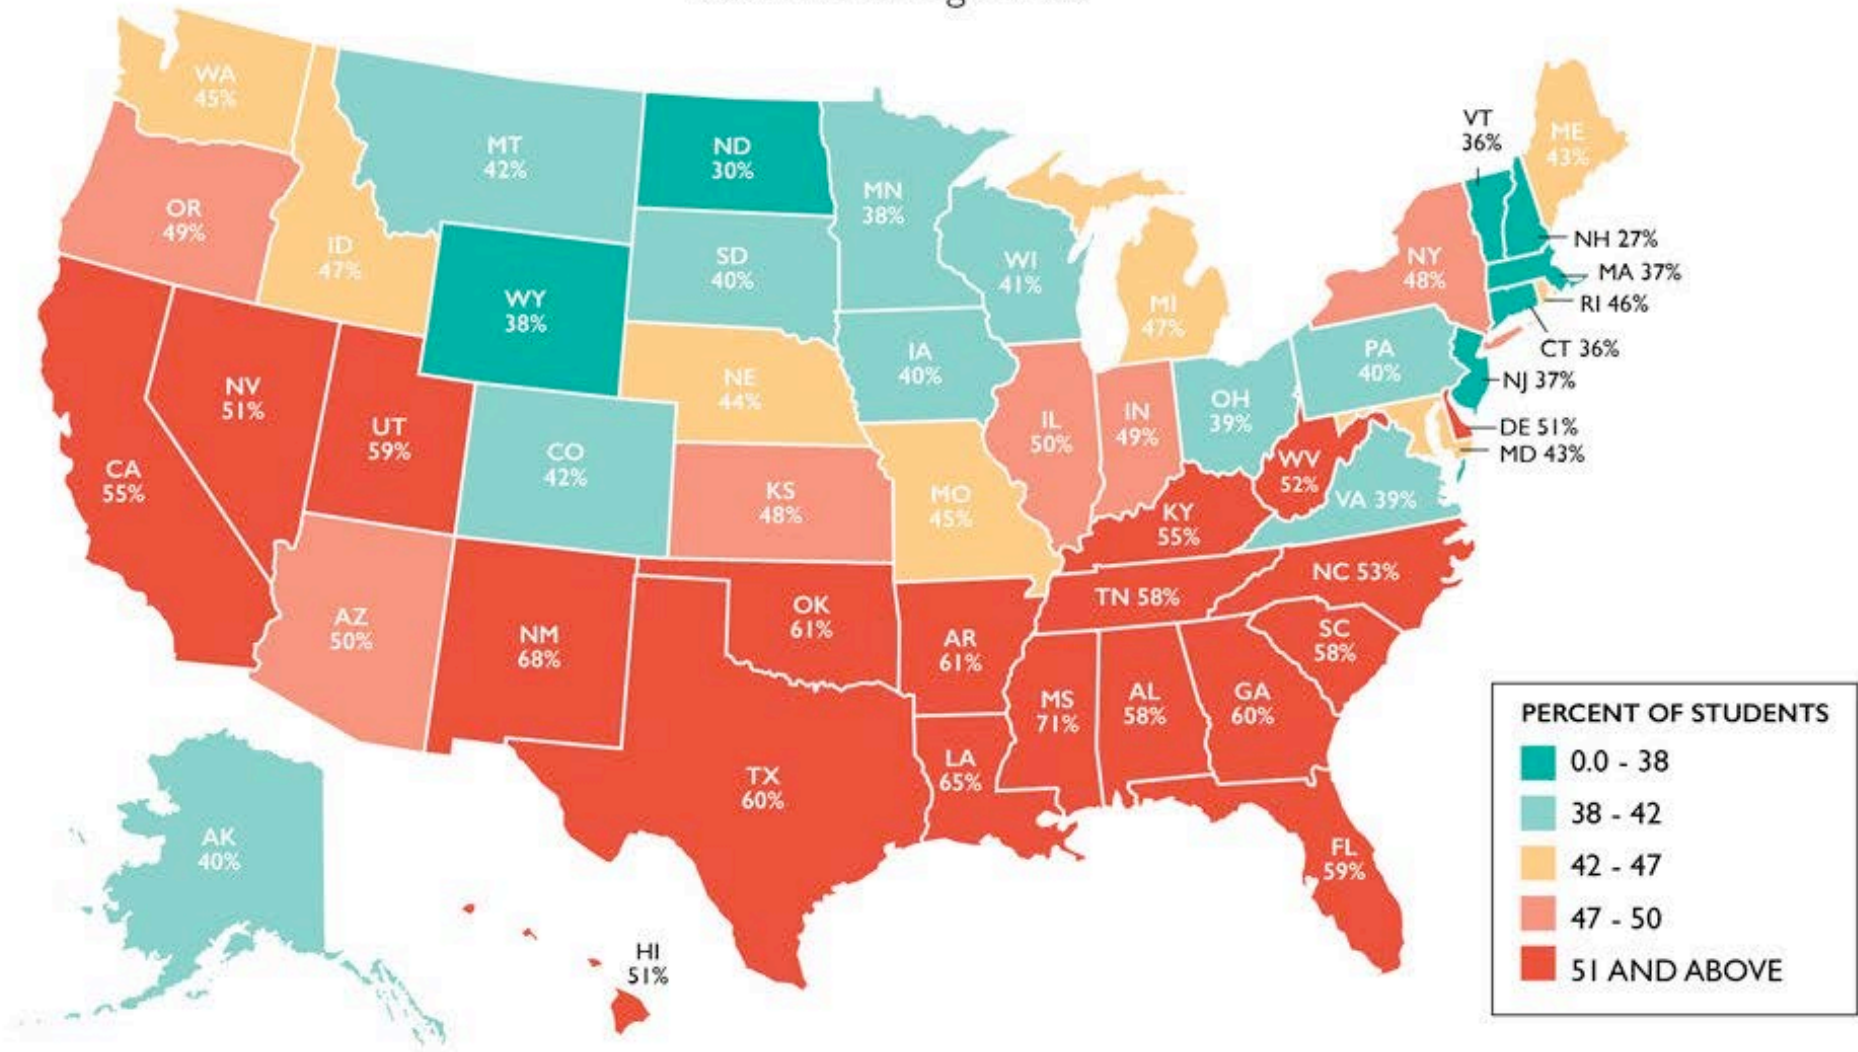 WA
45%
MT
42%
ND
30%
MN
38%
VT
36%
ME
43%
OR
49%
ID
47%
WY
38%
SD
40%
WI
41%
MI
47%
NY
48%
NH 27%
MA 37%
RI 46%
CT 36%
NJ 37%
DE 51%
MD 43%
NV
51%
UT
59%
CO
42%
NE
44%
IA
40%
IL
50%
IN
49%
OH
39%
PA
40%
WV
52%
VA 39%
CA
55%
KS
48%
MO
45%
KY
55%
NC 53%
TN 58%
AZ
50%
NM
68%
OK
61%
AR
61%
SC
58%
MS
71%
AL
58%
GA
60%
TX
60%
LA
65%
FL
59%
AK
40%
HI
51%
PERCENT OF STUDENTS
0.0 - 38
38 - 42
42 - 47
47 - 50
51 AND ABOVE